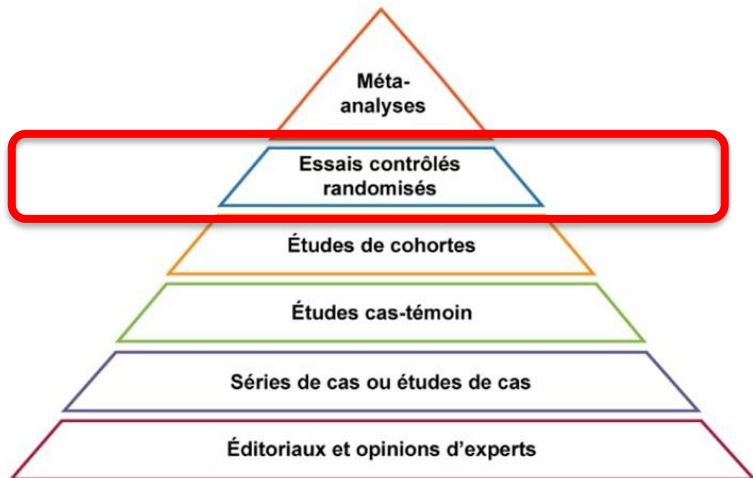 Méta-
analyses
Essais contrôlés
randomisés
Études de cohortes
Études cas-témoin
Séries de cas ou études de cas
Éditoriaux et opinions d’experts